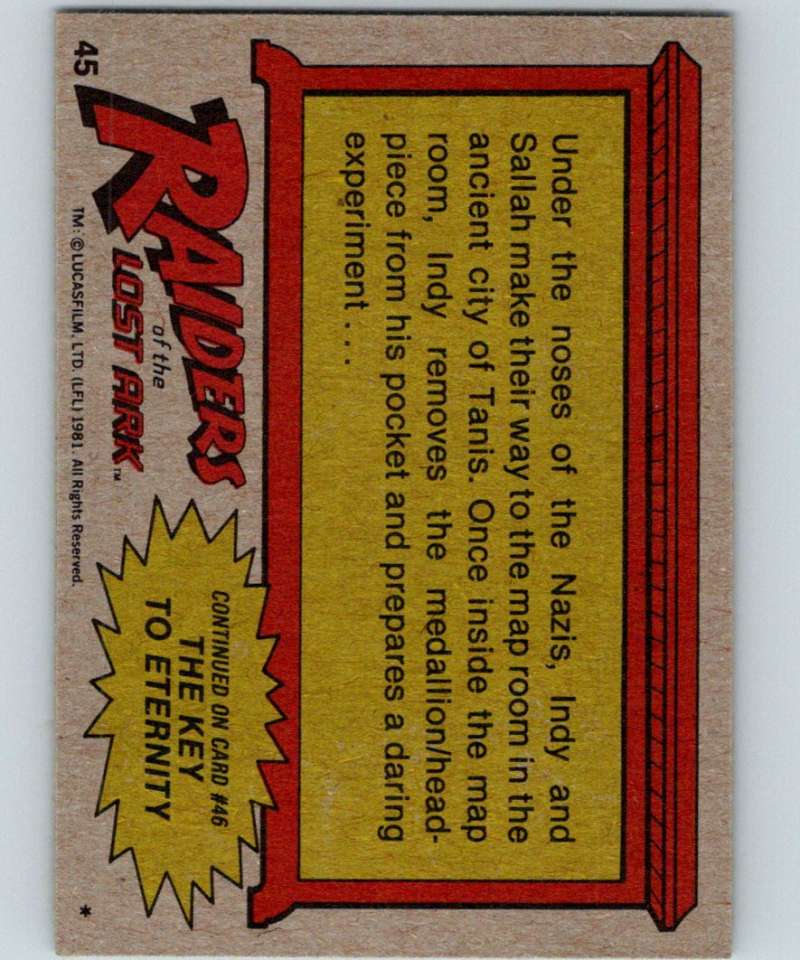 Under the noses of the Nazis, Indy and
Sallah make their way to the map room in the
ancient city of Tanis. Once inside the map
room, Indy removes the medallion/head-
piece from his pocket and prepares a daring
experiment . . .
CONTINUED ON CARD #46
THE KEY
TO ETERNITY
RAIDERS
of the
LOST ARK™
45
TM: © LUCASFILM, LTD. (LFL) 1981. All Rights Reserved.
*